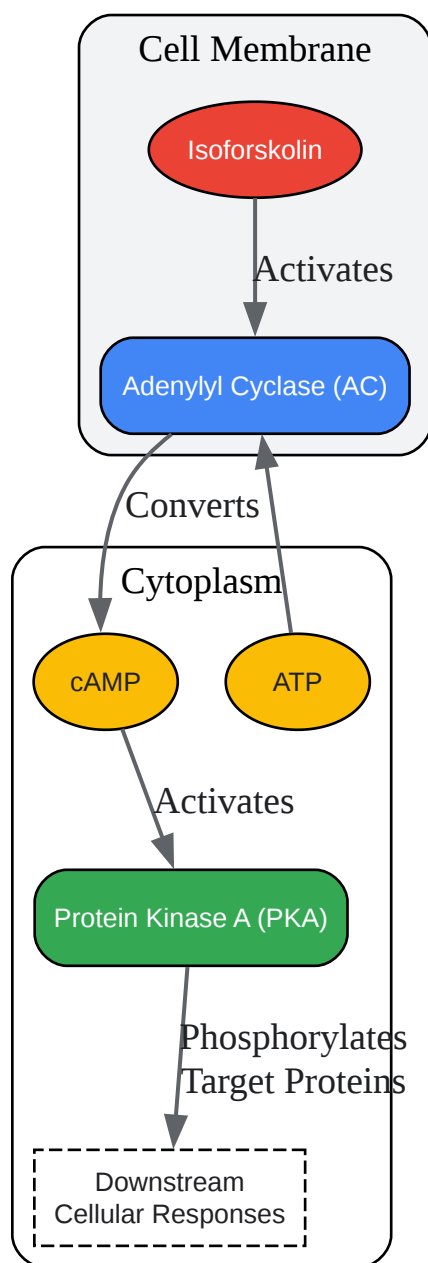 Cell Membrane
Isoforskolin
Activates
Adenylyl Cyclase (AC)
Converts
Cytoplasm
cAMP
ATP
Activates
Protein Kinase A (PKA)
Phosphorylates
Target Proteins
Downstream
Cellular Responses